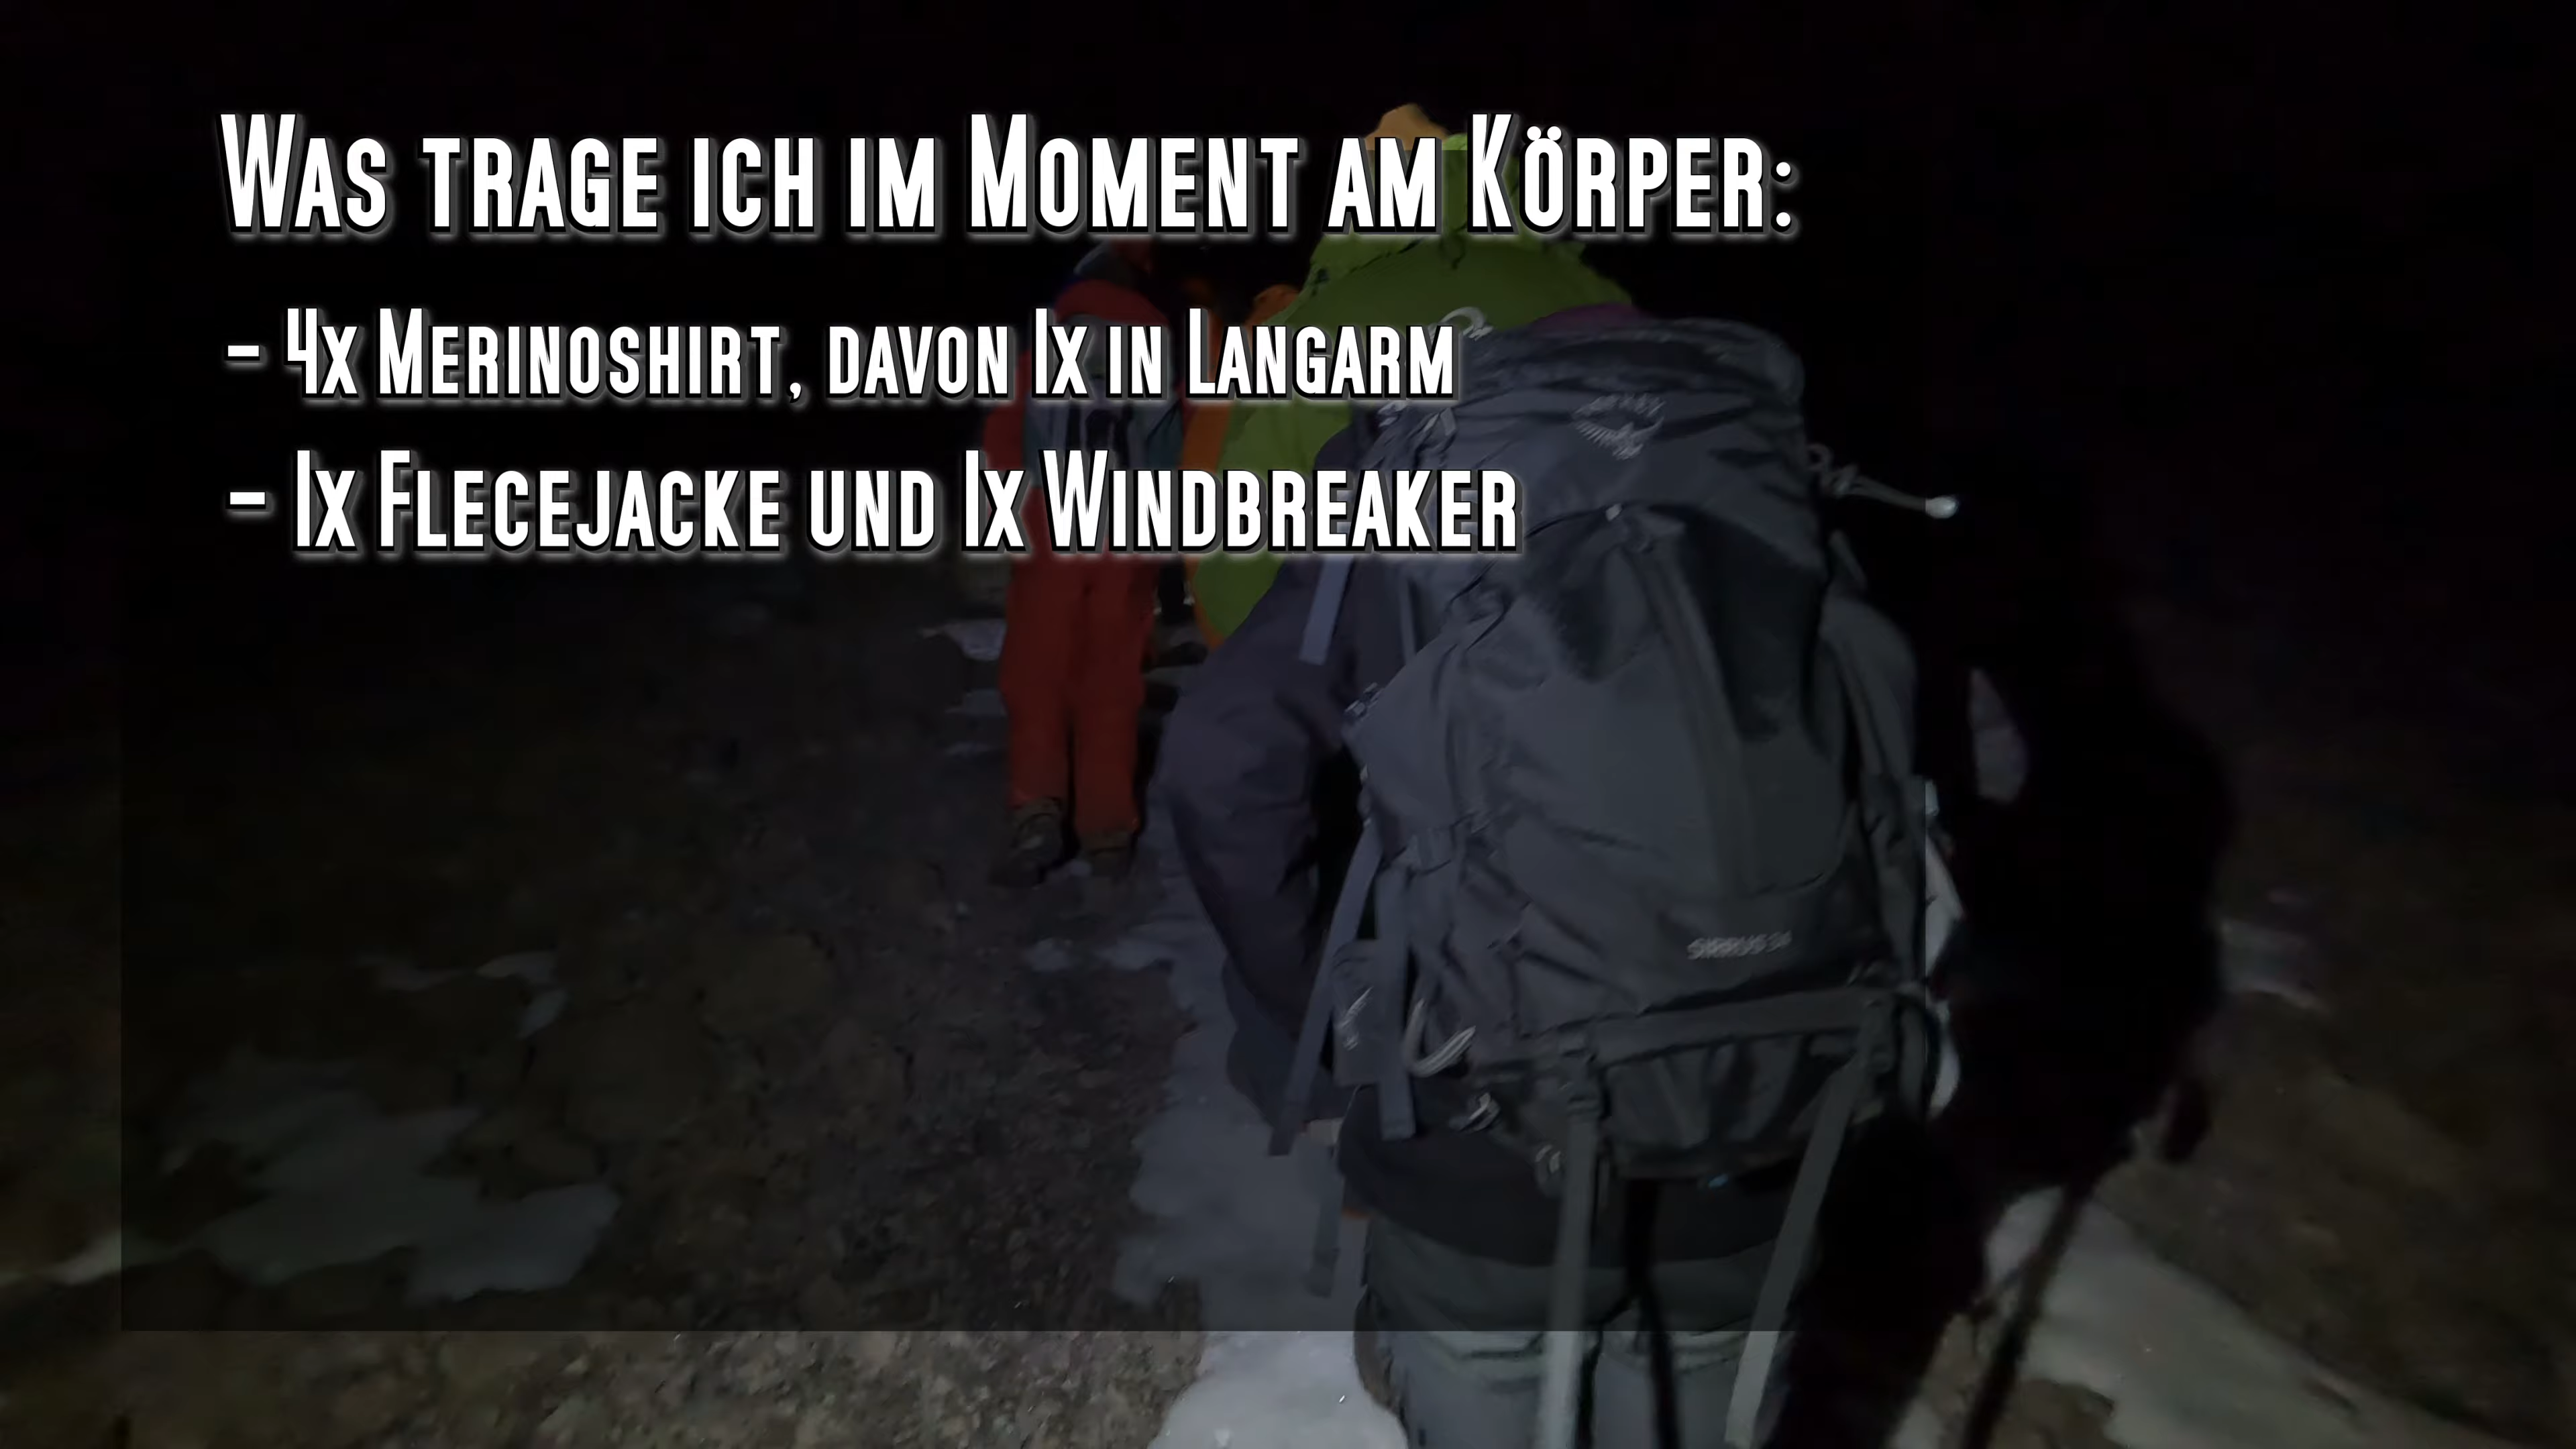 Was trage ich im Moment am Körper:
- 4x Merinoshirt, davon 1x in Langarm
- 1x Flecejacke und 1x Windbreaker